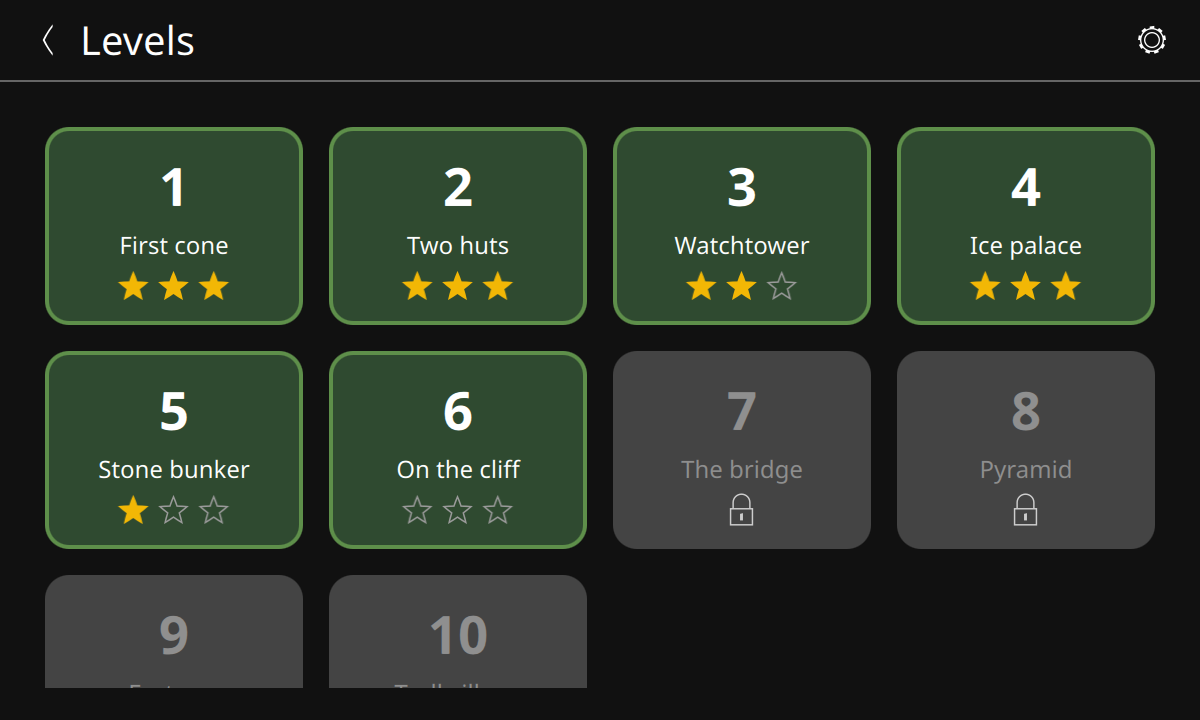 Levels
1
First cone
2
Two huts
3
Watchtower
4
Ice palace
5
Stone bunker
6
On the cliff
7
The bridge
8
Pyramid
9
10